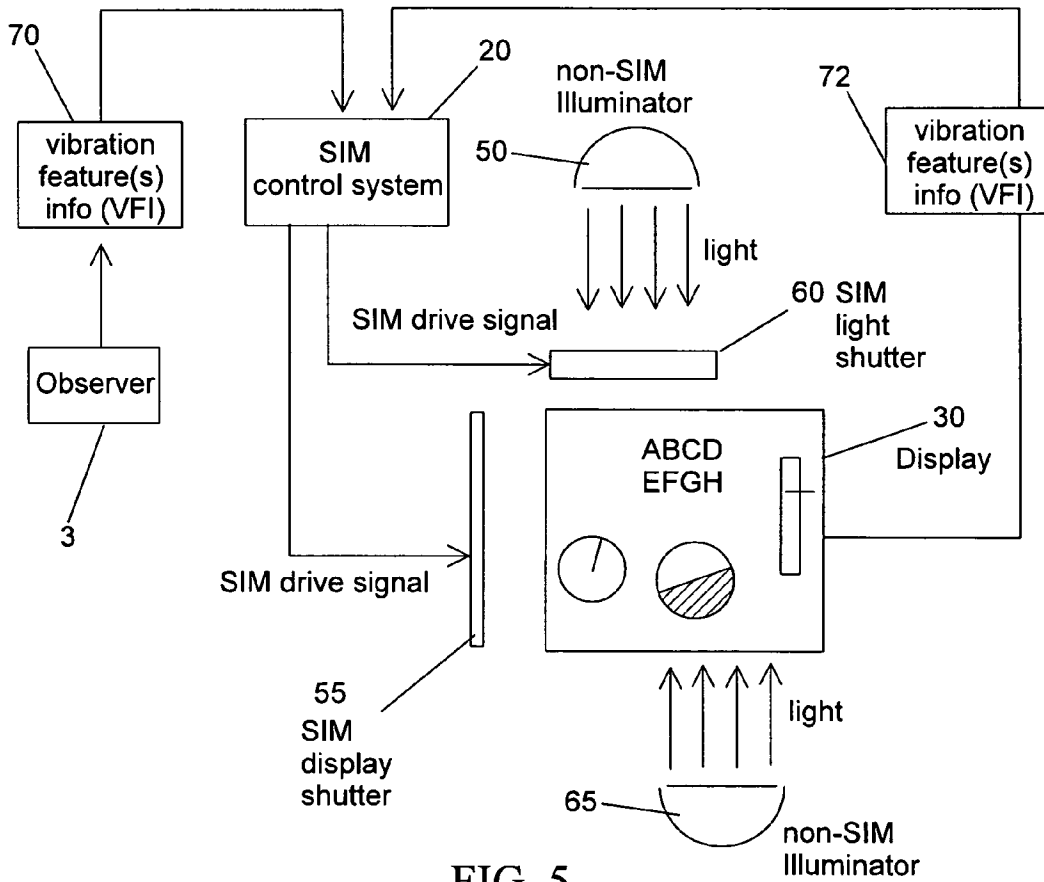 70
20
non-SIM
Illuminator
72
vibration
feature(s)
info (VFI)
SIM
control system
50
vibration
feature(s)
info (VFI)
light
60 SIM
light
shutter
SIM drive signal
Observer
3
ABCD
EFGH
30
Display
SIM drive signal
55
SIM
display
shutter
light
65
non-SIM
Illuminator
FIG. 5